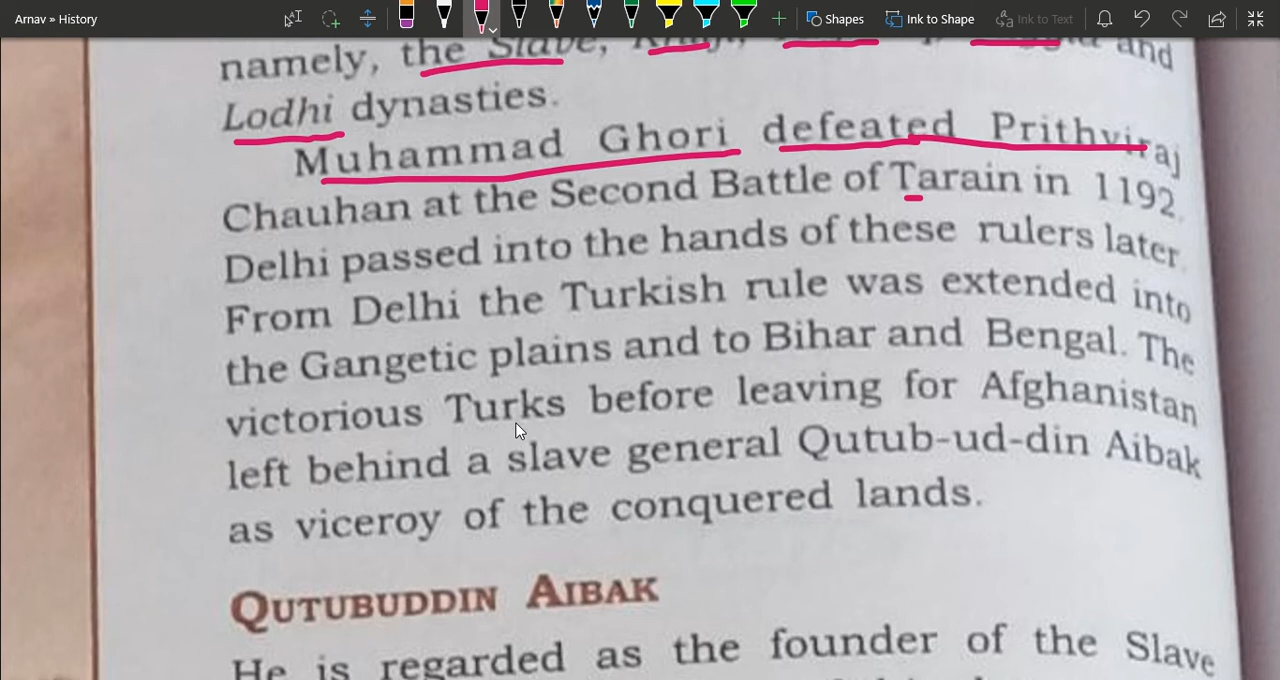 Arnav » History
Shapes
Ink to Shape
Ink to Text
namely, the Slave, and
Lodhi dynasties.
Muhammad Ghori defeated Prithviraj
Chauhan at the Second Battle of Tarain in 1192.
Delhi passed into the hands of these rulers later.
From Delhi the Turkish rule was extended into
the Gangetic plains and to Bihar and Bengal. The
victorious Turks before leaving for Afghanistan
left behind a slave general Qutub-ud-din Aibak
as viceroy of the conquered lands.
QUTUBUDDIN AIBAK
He is regarded as the founder of the Slave